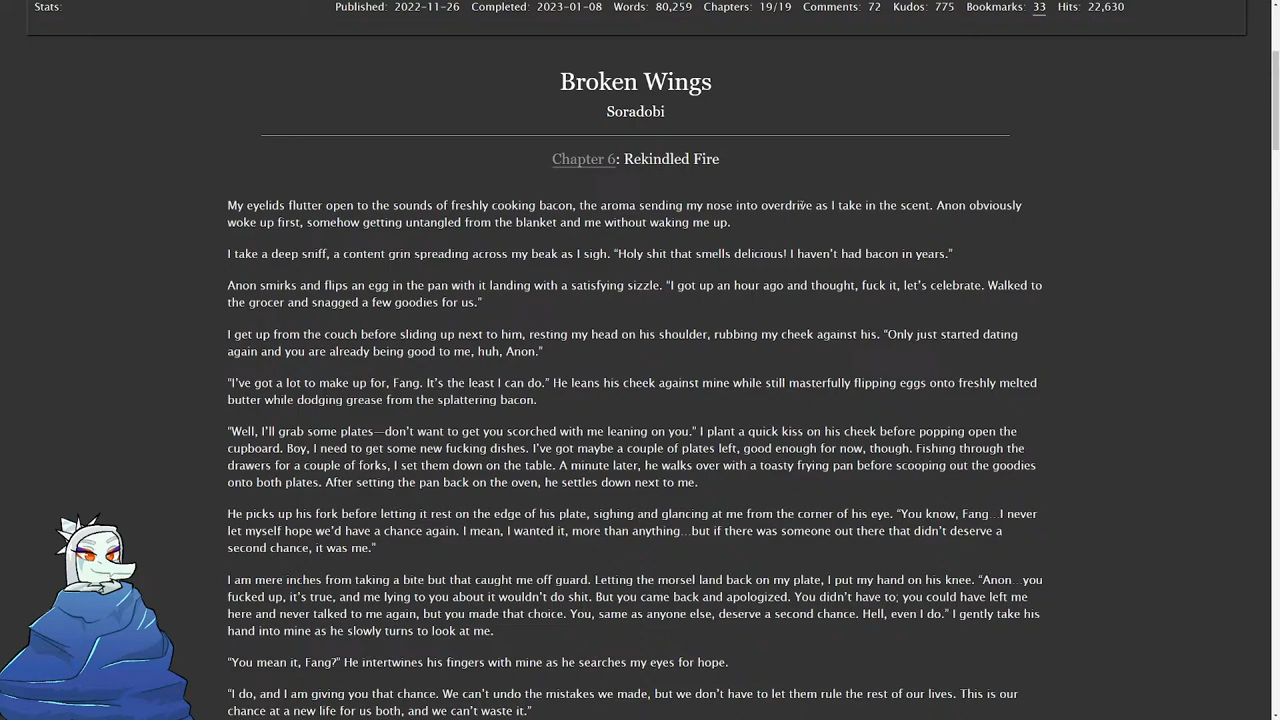 Stats: Published: 2022-11-26 Completed: 2023-01-08 Words: 80,259 Chapters: 19/19 Comments: 72 Kudos: 775 Bookmarks: 33 Hits: 22,630
Broken Wings
Soradobi
Chapter 6: Rekindled Fire
My eyelids flutter open to the sounds of freshly cooking bacon, the aroma sending my nose into overdrive as I take in the scent. Anon obviously
woke up first, somehow getting untangled from the blanket and me without waking me up.
I take a deep sniff, a content grin spreading across my beak as I sigh. “Holy shit that smells delicious! I haven’t had bacon in years.”
Anon smirks and flips an egg in the pan with it landing with a satisfying sizzle. “I got up an hour ago and thought, fuck it, let’s celebrate. Walked to
the grocer and snagged a few goodies for us.”
I get up from the couch before sliding up next to him, resting my head on his shoulder, rubbing my cheek against his. “Only just started dating
again and you are already being good to me, huh, Anon.”
“I’ve got a lot to make up for, Fang. It’s the least I can do.” He leans his cheek against mine while still masterfully flipping eggs onto freshly melted
butter while dodging grease from the splattering bacon.
“Well, I’ll grab some plates—don’t want to get you scorched with me leaning on you.” I plant a quick kiss on his cheek before popping open the
cupboard. Boy, I need to get some new fucking dishes. I’ve got maybe a couple of plates left, good enough for now, though. Fishing through the
drawers for a couple of forks, I set them down on the table. A minute later, he walks over with a toasty frying pan before scooping out the goodies
onto both plates. After setting the pan back on the oven, he settles down next to me.
He picks up his fork before letting it rest on the edge of his plate, sighing and glancing at me from the corner of his eye. “You know, Fang…I never
let myself hope we’d have a chance again. I mean, I wanted it, more than anything…but if there was someone out there that didn’t deserve a
second chance, it was me.”
I am mere inches from taking a bite but that caught me off guard. Letting the morsel land back on my plate, I put my hand on his knee. “Anon…you
fucked up, it’s true, and me lying to you about it wouldn’t do shit. But you came back and apologized. You didn’t have to; you could have left me
here and never talked to me again, but you made that choice. You, same as anyone else, deserve a second chance. Hell, even I do.” I gently take his
hand into mine as he slowly turns to look at me.
“You mean it, Fang?” He intertwines his fingers with mine as he searches my eyes for hope.
“I do, and I am giving you that chance. We can’t undo the mistakes we made, but we don’t have to let them rule the rest of our lives. This is our
chance at a new life for us both, and we can’t waste it.”